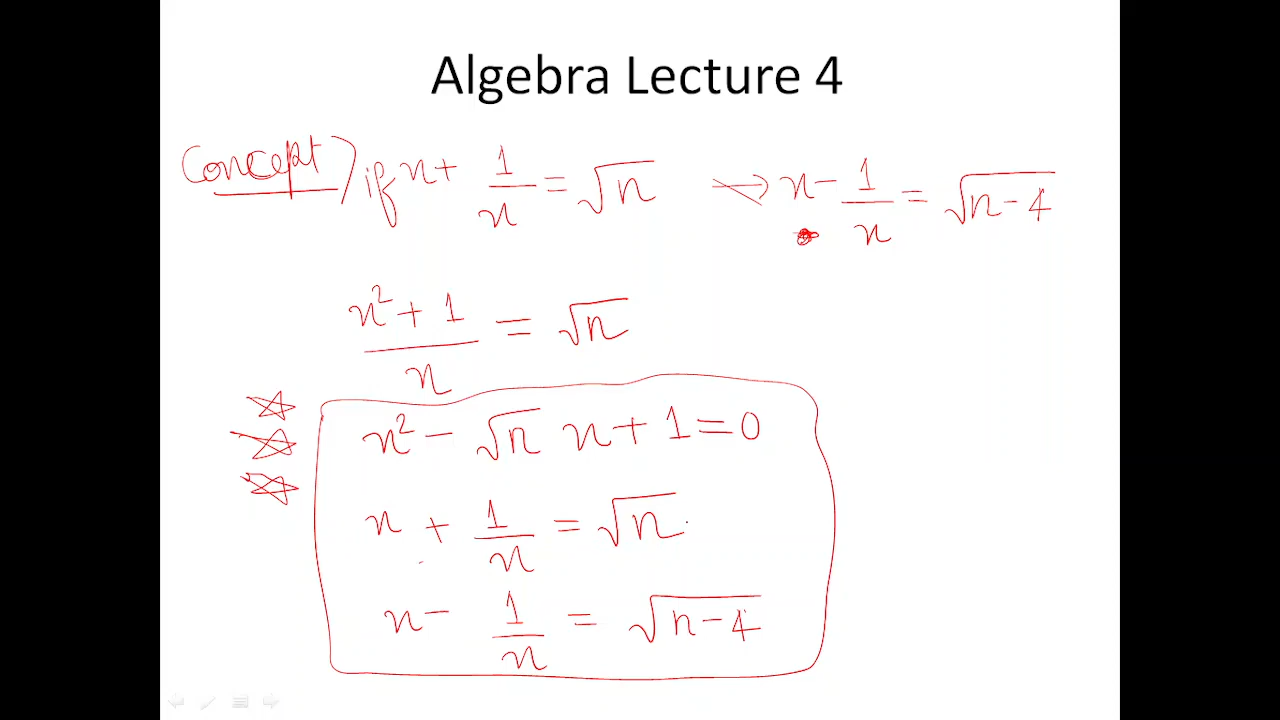 Algebra Lecture 4
Concept) if x + 1/x = √n ⟶ x - 1/x = √(n-4)
(x² + 1)/x = √n
x² - √n x + 1 = 0
x + 1/x = √n
x - 1/x = √(n-4)